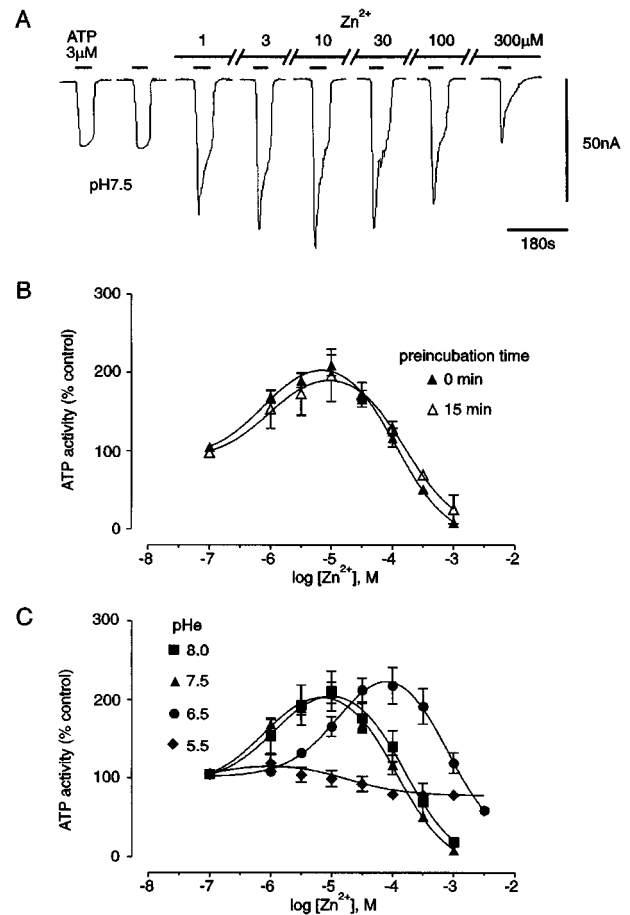 A
Zn2+
ATP
3μM
1 3 10 30 100 300μM
50nA
pH7.5
180s
B
300
200
100
0
ATP activity (% control)
preincubation time
0 min
15 min
-8 -7 -6 -5 -4 -3 -2
log [Zn2+], M
C
300
200
100
0
ATP activity (% control)
pHe
8.0
7.5
6.5
5.5
-8 -7 -6 -5 -4 -3 -2
log [Zn2+], M